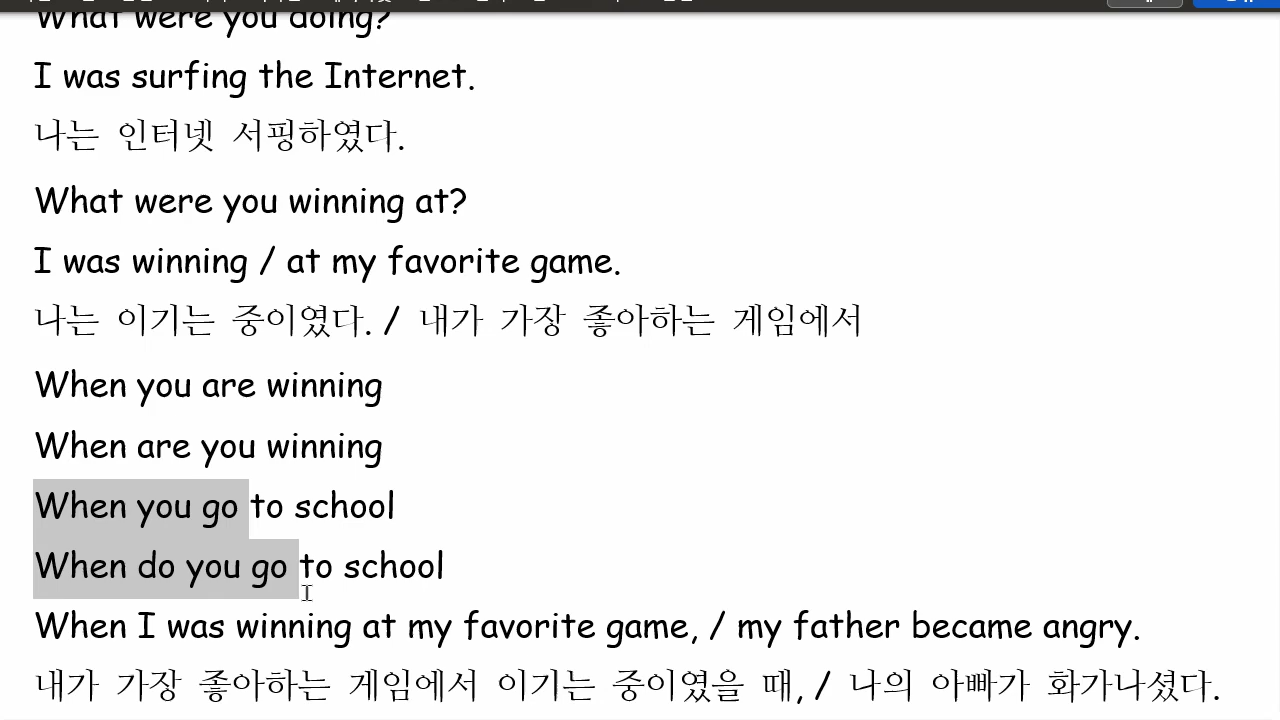 What were you doing?
I was surfing the Internet.
나는 인터넷 서핑하였다.
What were you winning at?
I was winning / at my favorite game.
나는 이기는 중이였다. / 내가 가장 좋아하는 게임에서
When you are winning
When are you winning
When you go to school
When do you go to school
When I was winning at my favorite game, / my father became angry.
내가 가장 좋아하는 게임에서 이기는 중이였을 때, / 나의 아빠가 화가나셨다.